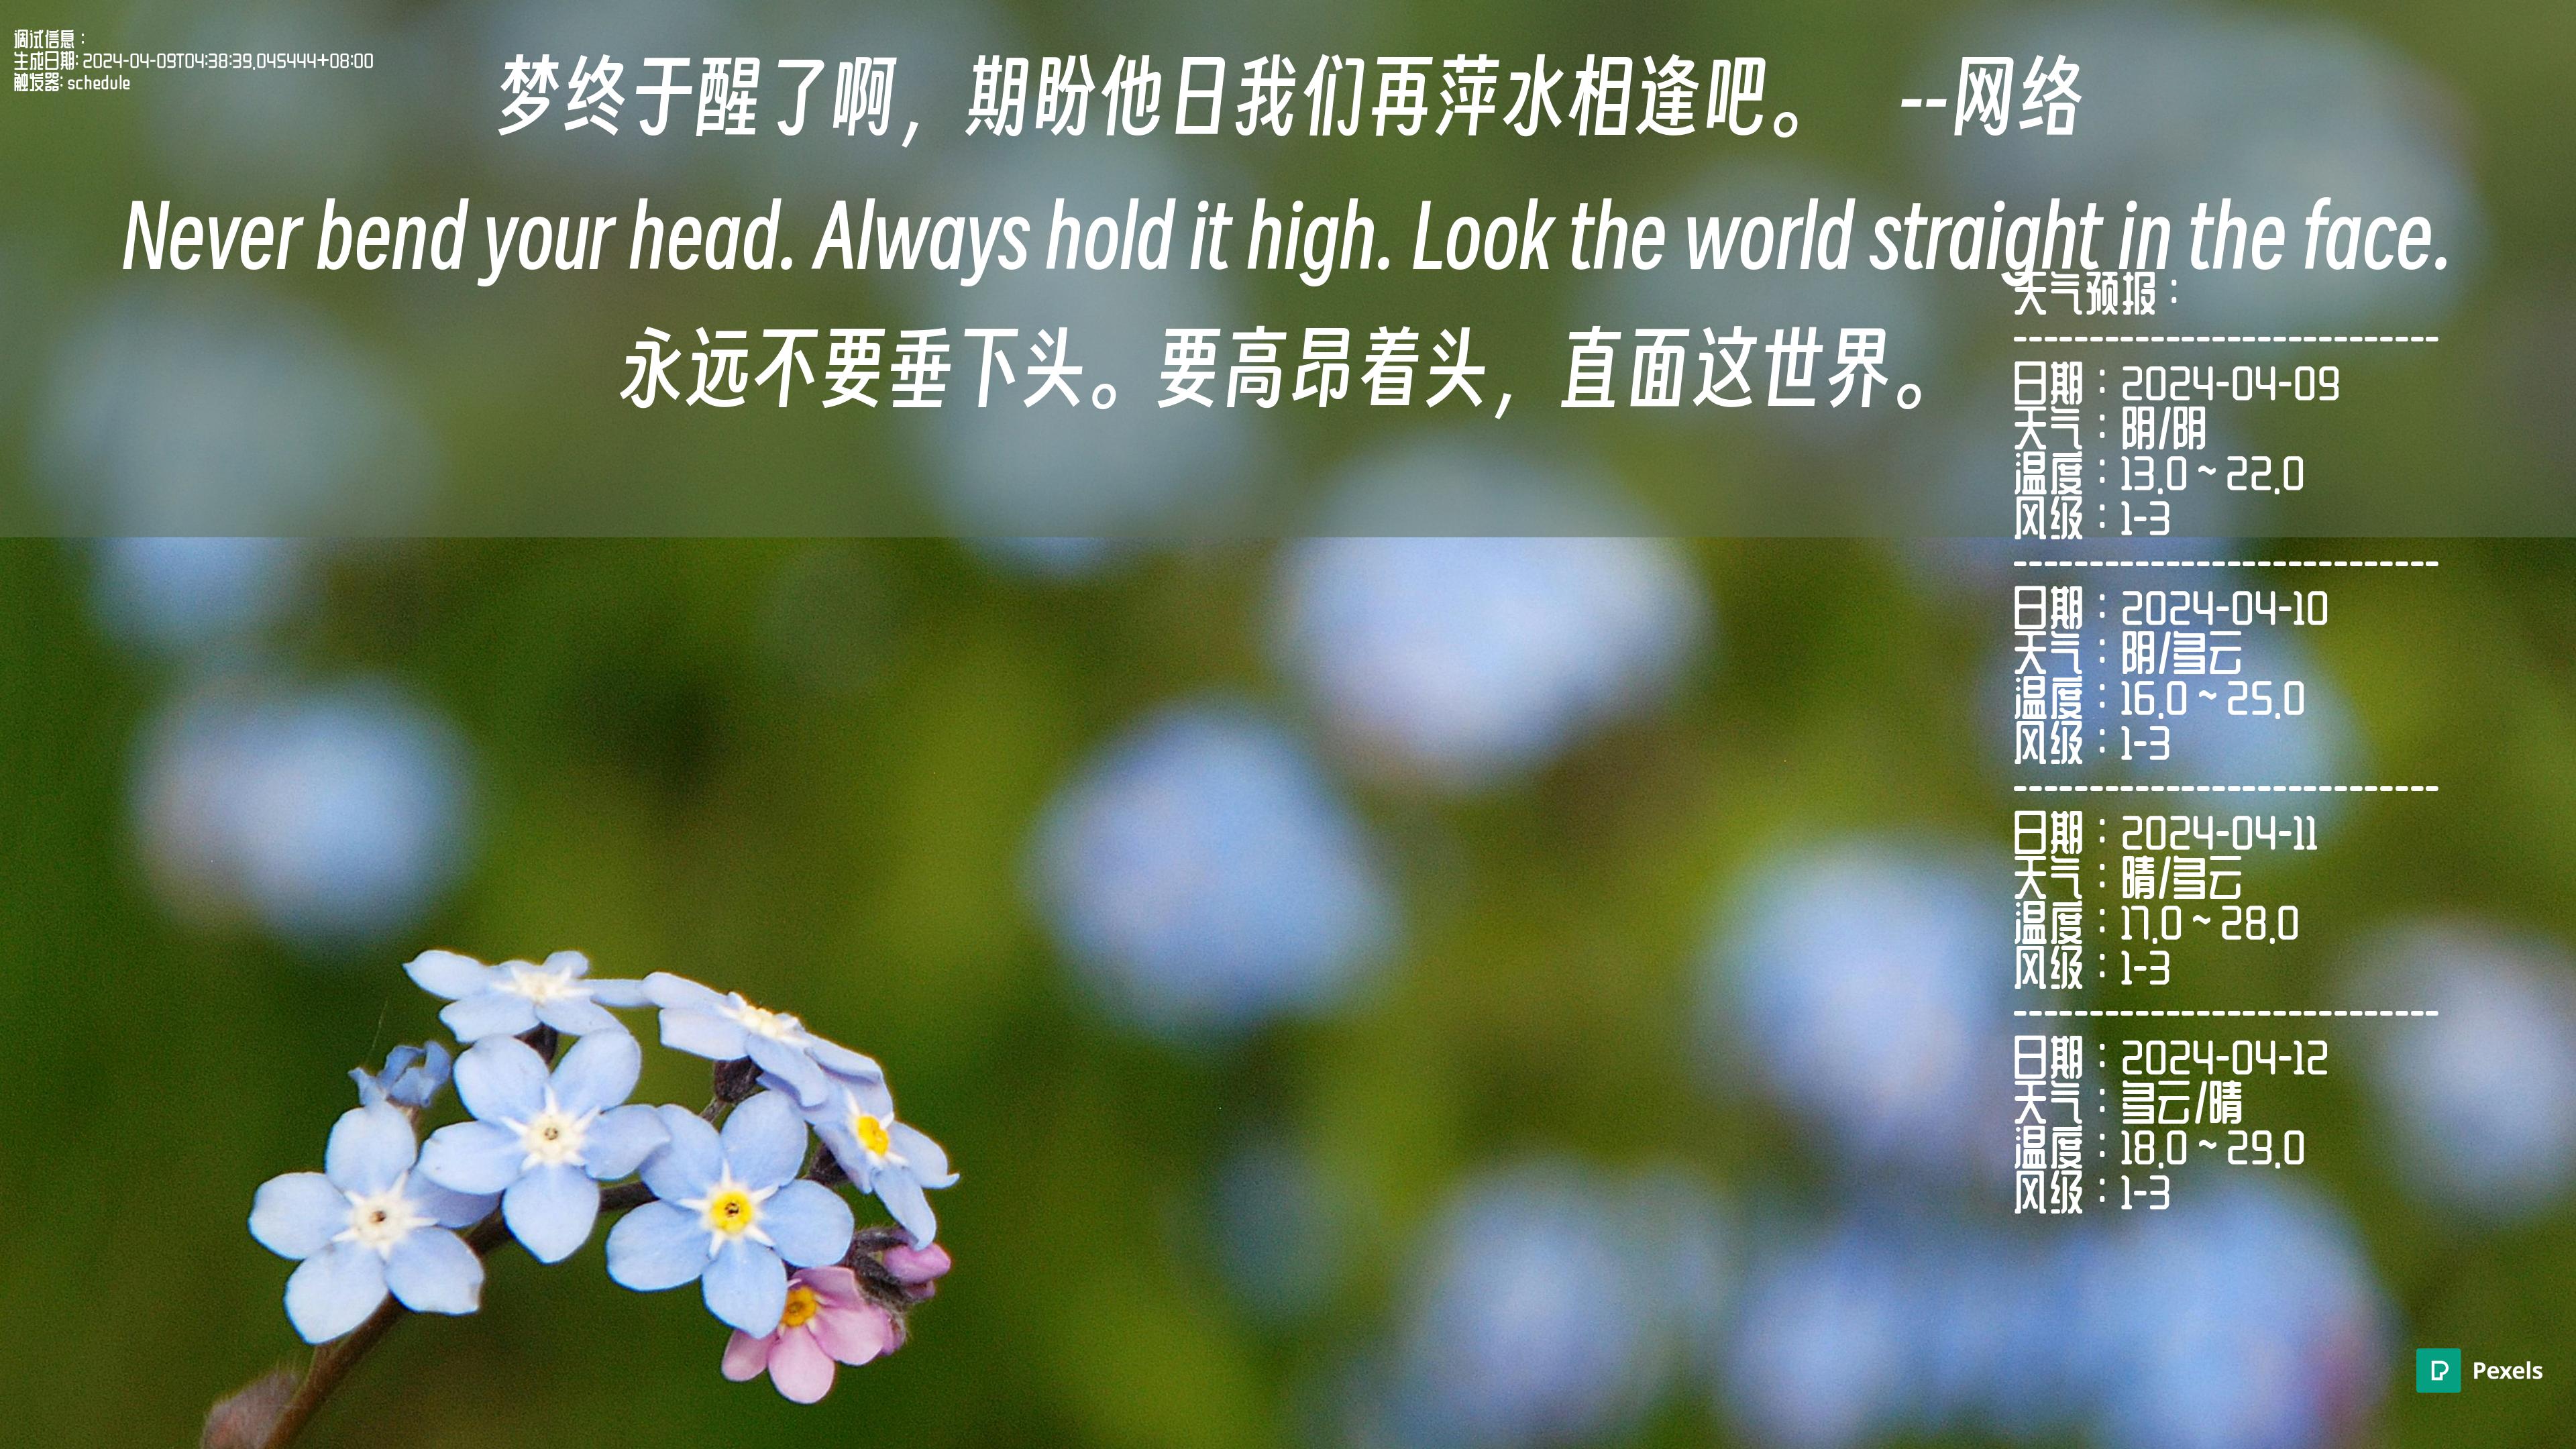 调试信息：
生成日期: 2024-04-09T04:38:39.045444+08:00
触发器: schedule
梦终于醒了啊，期盼他日我们再萍水相逢吧。 --网络
Never bend your head. Always hold it high. Look the world straight in the face.
永远不要垂下头。要高昂着头，直面这世界。
天气预报：
----------------------------
日期：2024-04-09
天气：阴/阴
温度：13.0 ~ 22.0
风级：1-3
----------------------------
日期：2024-04-10
天气：阴/多云
温度：16.0 ~ 25.0
风级：1-3
----------------------------
日期：2024-04-11
天气：晴/多云
温度：17.0 ~ 28.0
风级：1-3
----------------------------
日期：2024-04-12
天气：多云/晴
温度：18.0 ~ 29.0
风级：1-3
Pexels